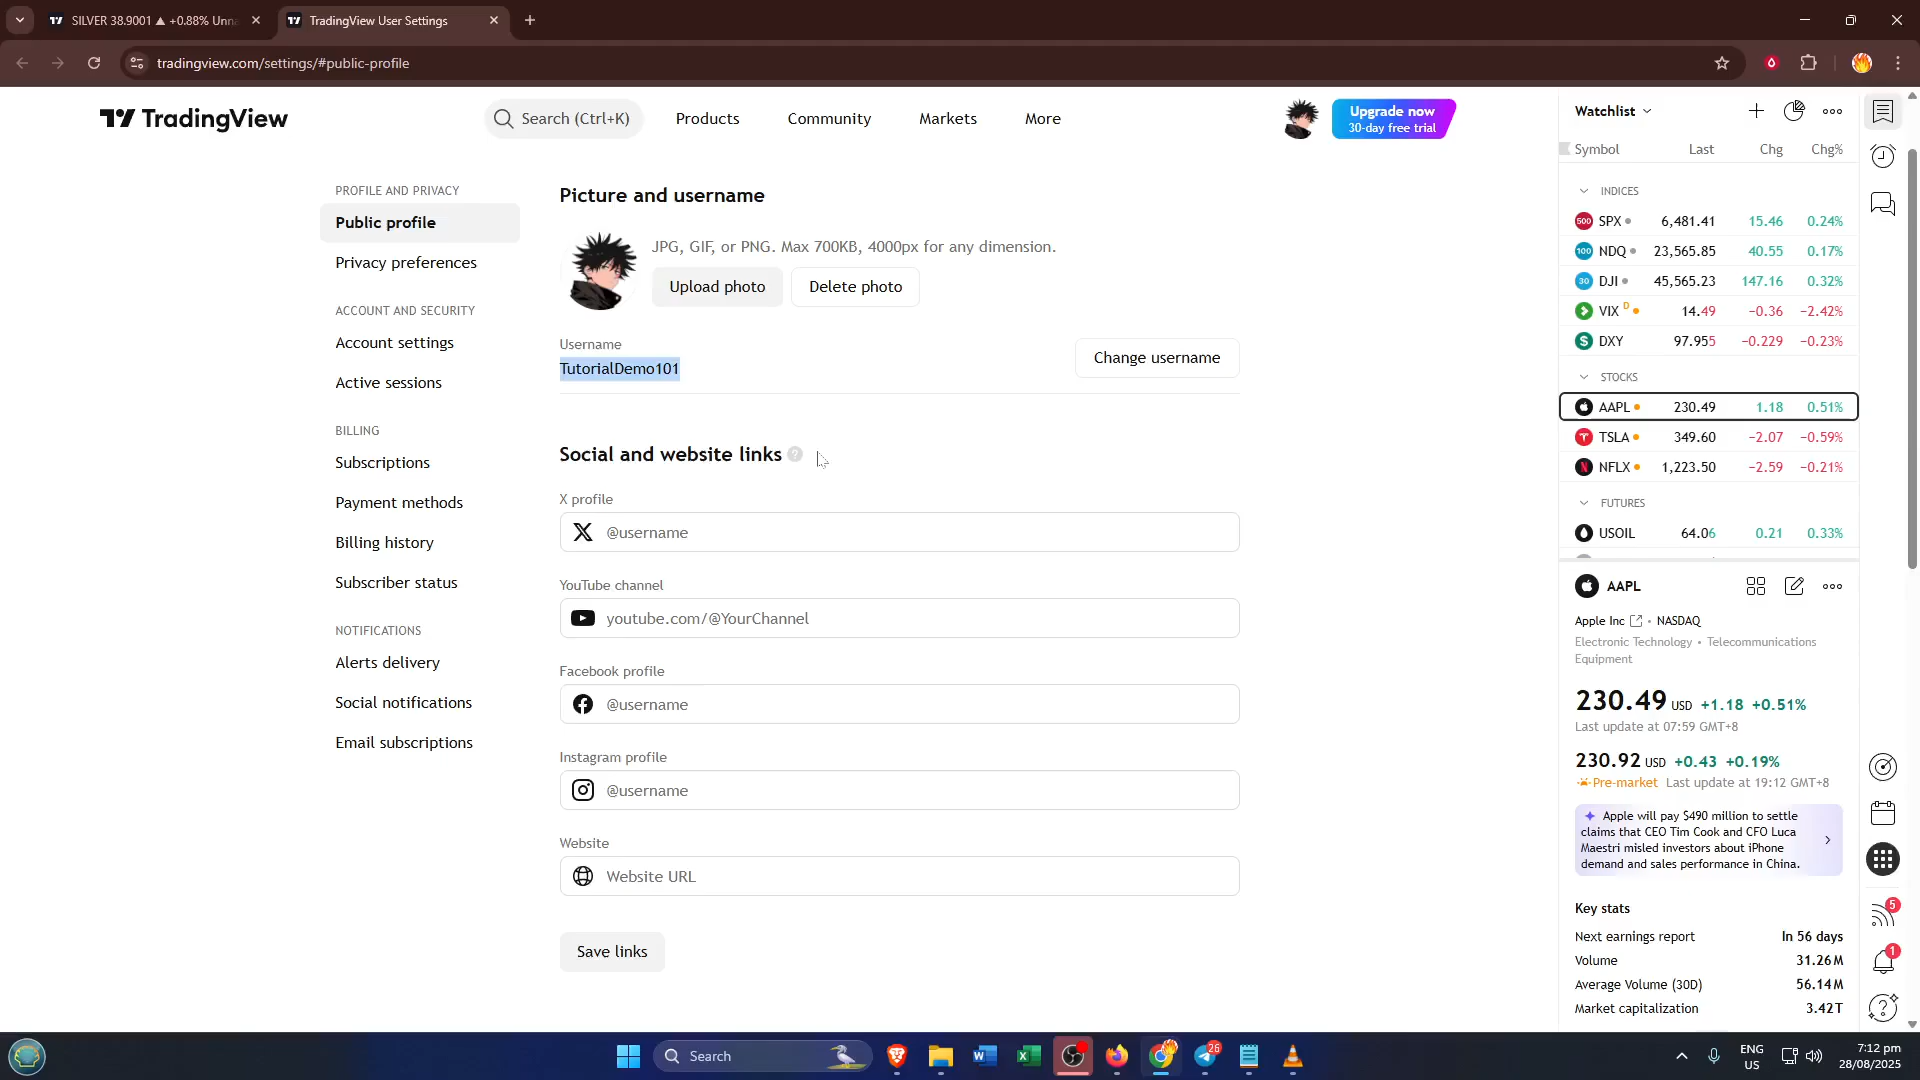 SILVER 38.9001 ▲ +0.88% Unna
TradingView User Settings
tradingview.com/settings/#public-profile
TradingView
Search (Ctrl+K)
Products
Community
Markets
More
Upgrade now
30-day free trial
PROFILE AND PRIVACY
Public profile
Privacy preferences
ACCOUNT AND SECURITY
Account settings
Active sessions
BILLING
Subscriptions
Payment methods
Billing history
Subscriber status
NOTIFICATIONS
Alerts delivery
Social notifications
Email subscriptions
Picture and username
JPG, GIF, or PNG. Max 700KB, 4000px for any dimension.
Upload photo
Delete photo
Username
TutorialDemo101
Change username
Social and website links
X profile
@username
YouTube channel
youtube.com/@YourChannel
Facebook profile
@username
Instagram profile
@username
Website
Website URL
Save links
Watchlist
Symbol Last Chg Chg%
INDICES
500 SPX 6,481.41 15.46 0.24%
100 NDQ 23,565.85 40.55 0.17%
30 DJI 45,565.23 147.16 0.32%
VIX D 14.49 −0.36 −2.42%
$ DXY 97.955 −0.229 −0.23%
STOCKS
AAPL 230.49 1.18 0.51%
TSLA 349.60 −2.07 −0.59%
NFLX 1,223.50 −2.59 −0.21%
FUTURES
USOIL 64.06 0.21 0.33%
AAPL
Apple Inc • NASDAQ
Electronic Technology • Telecommunications
Equipment
230.49 USD +1.18 +0.51%
Last update at 07:59 GMT+8
230.92 USD +0.43 +0.19%
Pre-market Last update at 19:12 GMT+8
Apple will pay $490 million to settle
claims that CEO Tim Cook and CFO Luca
Maestri misled investors about iPhone
demand and sales performance in China.
Key stats
Next earnings report In 56 days
Volume 31.26M
Average Volume (30D) 56.14M
Market capitalization 3.42T
5
1
Search
26
ENG
US
7:12 pm
28/08/2025